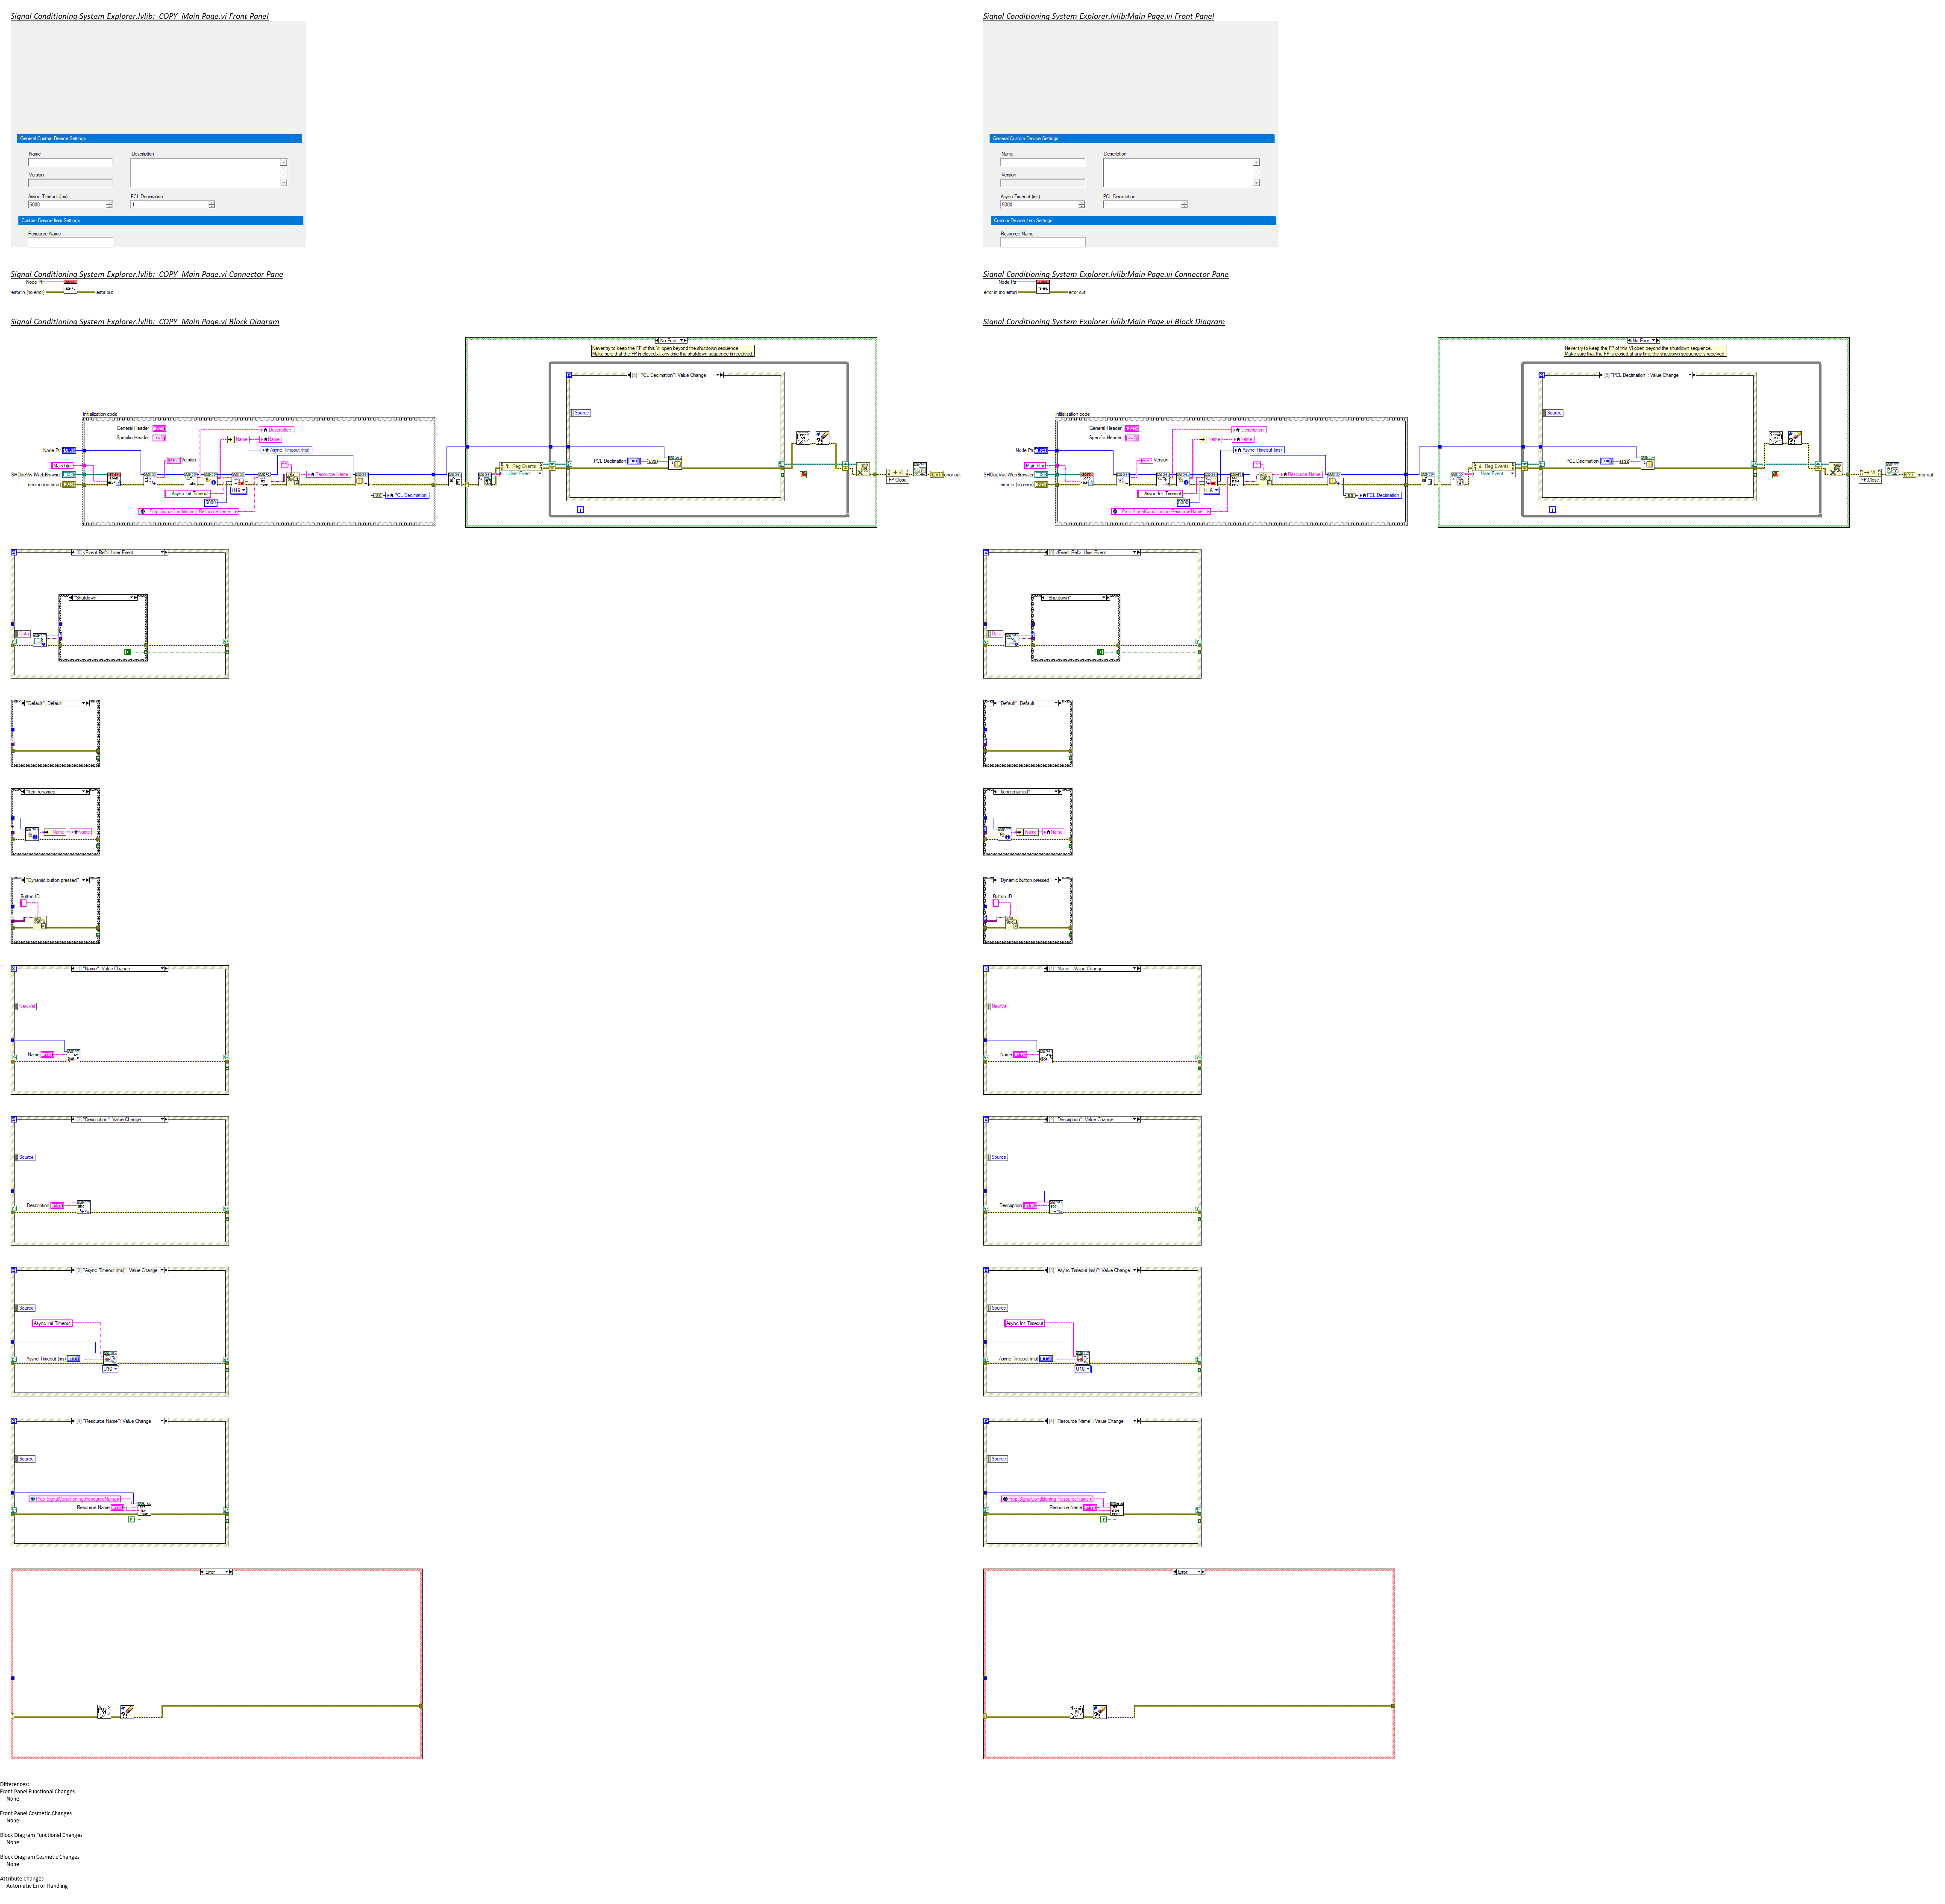 Signal Conditioning System Explorer.lvlib:_COPY_Main Page.vi Front Panel
General Custom Device Settings
Name
Description
Version
Async Timeout (ms)
PCL Decimation
5000
1
Custom Device Item Settings
Resource Name
Signal Conditioning System Explorer.lvlib:_COPY_Main Page.vi Connector Pane
Node Ptr
error in (no error)
error out
Signal Conditioning System Explorer.lvlib:_COPY_Main Page.vi Block Diagram
No Error
Never try to keep the FP of this VI open beyond the shutdown sequence.
Make sure that the FP is closed at any time the shutdown sequence is received.
"PCL Decimation": Value Change
Source
Initialization code
General Header
Specific Header
Description
Name
Name
Node Ptr
Async Timeout (ms)
Main.htm
Version
SHDocVw.IWebBrowser
Resource Name
error in (no error)
Async Init Timeout
U16
5000
PCL Decimation
Prop.SignalConditioning.ResourceName
Reg Events
User Event
PCL Decimation
VI
FP.Close
error out
[0] <Event Ref>: User Event
"Shutdown"
Data
"Default", Default
"Item renamed"
Name
Name
"Dynamic button pressed"
Button ID
[1] "Name": Value Change
NewVal
Name
[2] "Description": Value Change
Source
Description
[3] "Async Timeout (ms)": Value Change
Source
Async Init Timeout
Async Timeout (ms)
U16
[4] "Resource Name": Value Change
Source
Prop.SignalConditioning.ResourceName
Resource Name
Error
Signal Conditioning System Explorer.lvlib:Main Page.vi Front Panel
General Custom Device Settings
Name
Description
Version
Async Timeout (ms)
PCL Decimation
5000
1
Custom Device Item Settings
Resource Name
Signal Conditioning System Explorer.lvlib:Main Page.vi Connector Pane
Node Ptr
error in (no error)
error out
Signal Conditioning System Explorer.lvlib:Main Page.vi Block Diagram
No Error
Never try to keep the FP of this VI open beyond the shutdown sequence.
Make sure that the FP is closed at any time the shutdown sequence is received.
"PCL Decimation": Value Change
Source
Initialization code
General Header
Specific Header
Description
Name
Name
Node Ptr
Async Timeout (ms)
Main.htm
Version
SHDocVw.IWebBrowser
Resource Name
error in (no error)
Async Init Timeout
U16
5000
PCL Decimation
Prop.SignalConditioning.ResourceName
Reg Events
User Event
PCL Decimation
VI
FP.Close
error out
[0] <Event Ref>: User Event
"Shutdown"
Data
"Default", Default
"Item renamed"
Name
Name
"Dynamic button pressed"
Button ID
[1] "Name": Value Change
NewVal
Name
[2] "Description": Value Change
Source
Description
[3] "Async Timeout (ms)": Value Change
Source
Async Init Timeout
Async Timeout (ms)
U16
[4] "Resource Name": Value Change
Source
Prop.SignalConditioning.ResourceName
Resource Name
Error
Differences:
Front Panel Functional Changes
None
Front Panel Cosmetic Changes
None
Block Diagram Functional Changes
None
Block Diagram Cosmetic Changes
None
Attribute Changes
Automatic Error Handling